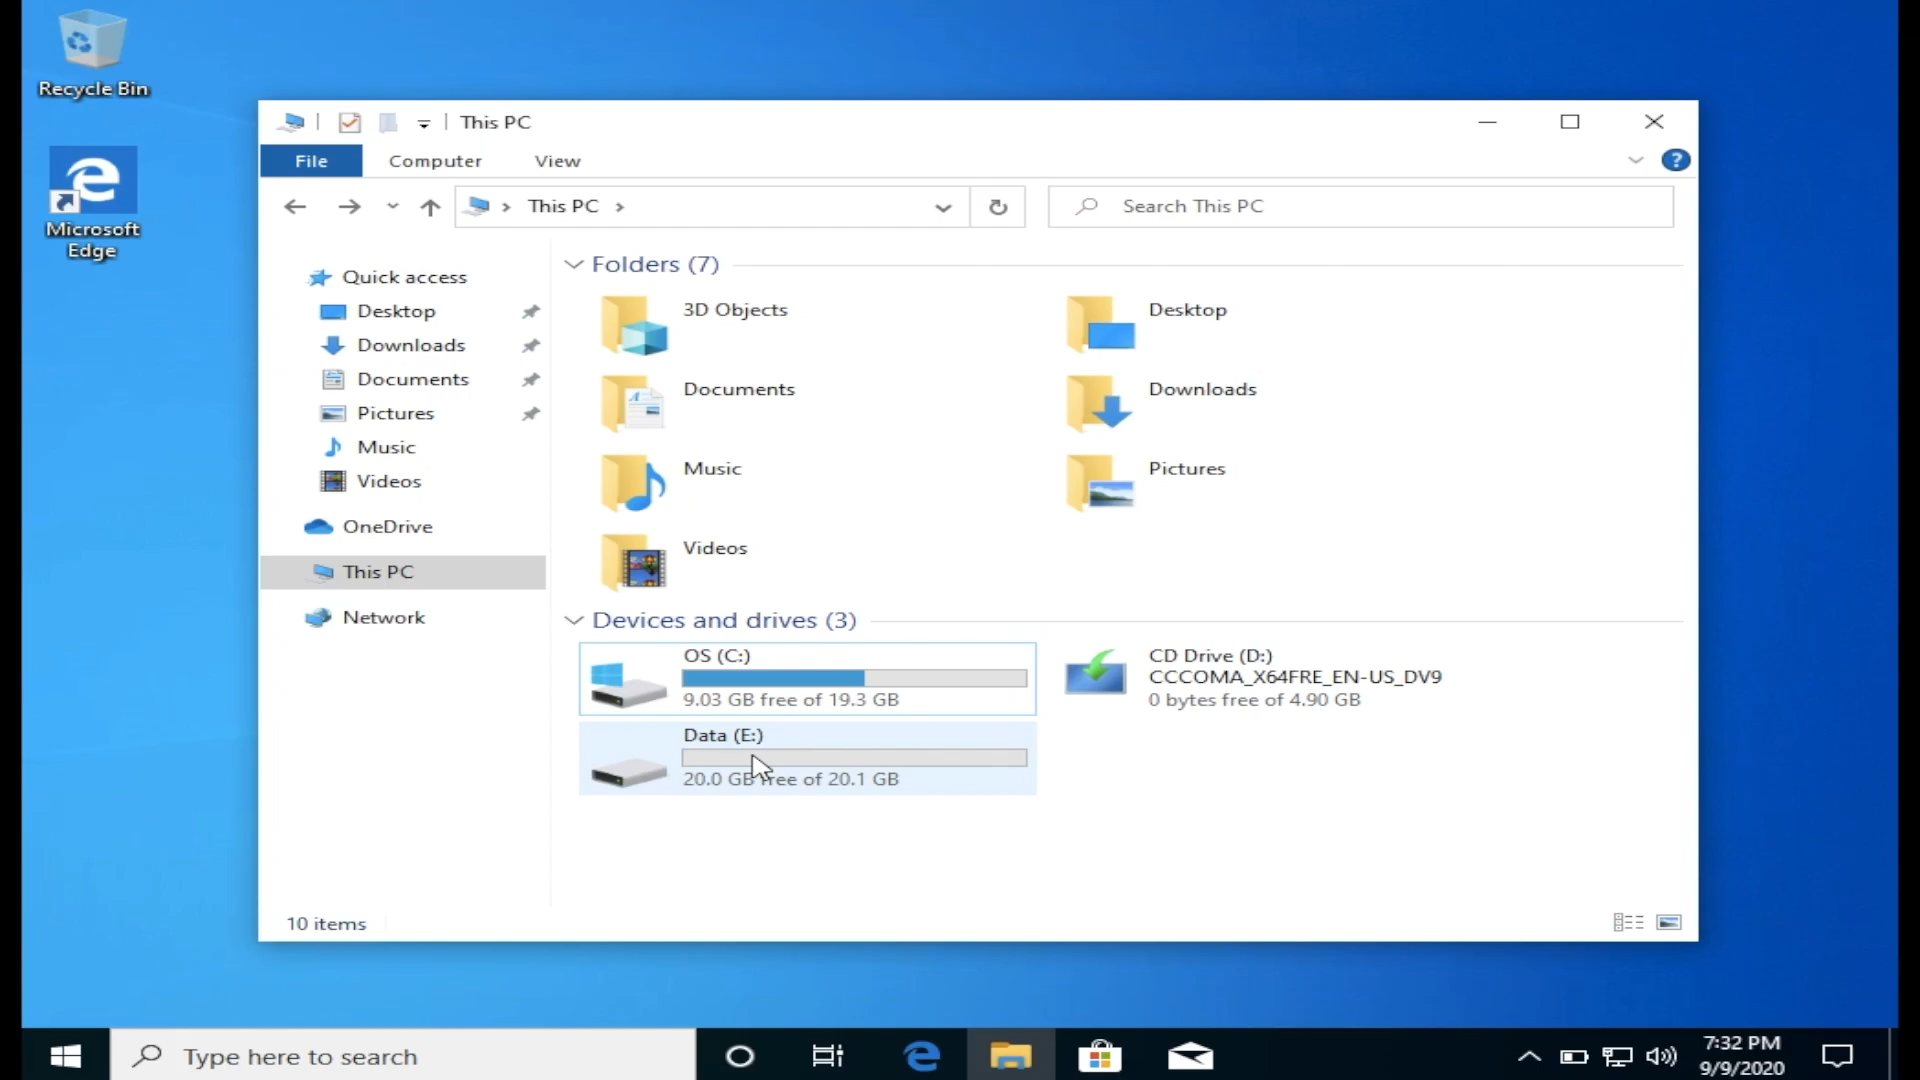 Recycle Bin
Microsoft
Edge
This PC
File
Computer
View
?
This PC
Search This PC
Quick access
Desktop
Downloads
Documents
Pictures
Music
Videos
OneDrive
This PC
Network
Folders (7)
3D Objects
Desktop
Documents
Downloads
Music
Pictures
Videos
Devices and drives (3)
OS (C:)
9.03 GB free of 19.3 GB
CD Drive (D:)
CCCOMA_X64FRE_EN-US_DV9
0 bytes free of 4.90 GB
Data (E:)
20.0 GB free of 20.1 GB
10 items
Type here to search
7:32 PM
9/9/2020